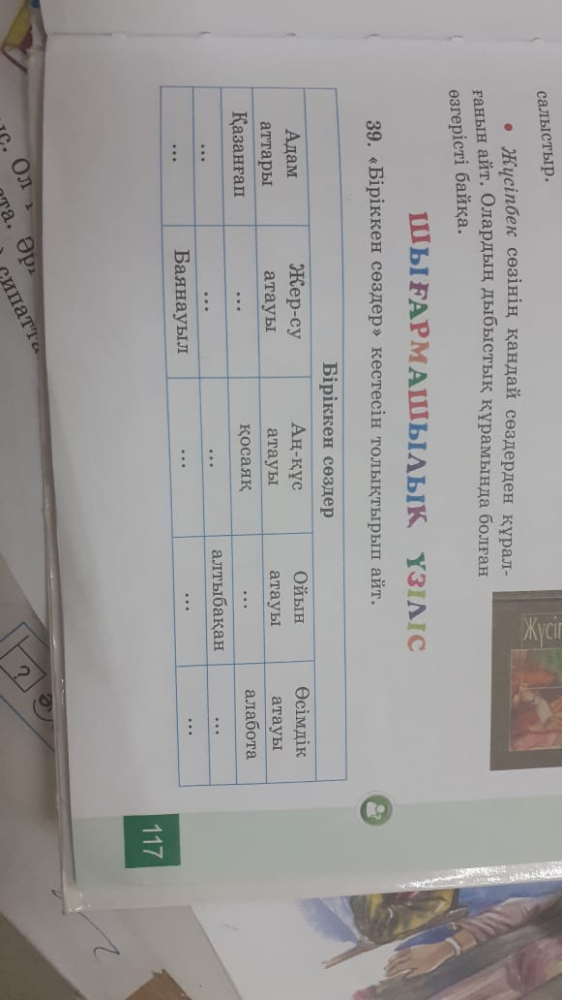 салыстыр.
• Жүсіпбек сөзінің қандай сөздерден құрал-
ғанын айт. Олардың дыбыстық құрамында болған
өзгерісті байқа.
ШЫҒАРМАШЫЛЫҚ ҮЗІЛІС
39. «Біріккен сөздер» кестесін толықтырып айт.
Біріккен сөздер
Адам аттары Жер-су атауы Аң-құс атауы Ойын атауы Өсімдік атауы
Қазанғап ... қосаяқ ... алабота
... ... ... алтыбақан ...
... Баянауыл ... ... ...
117
?